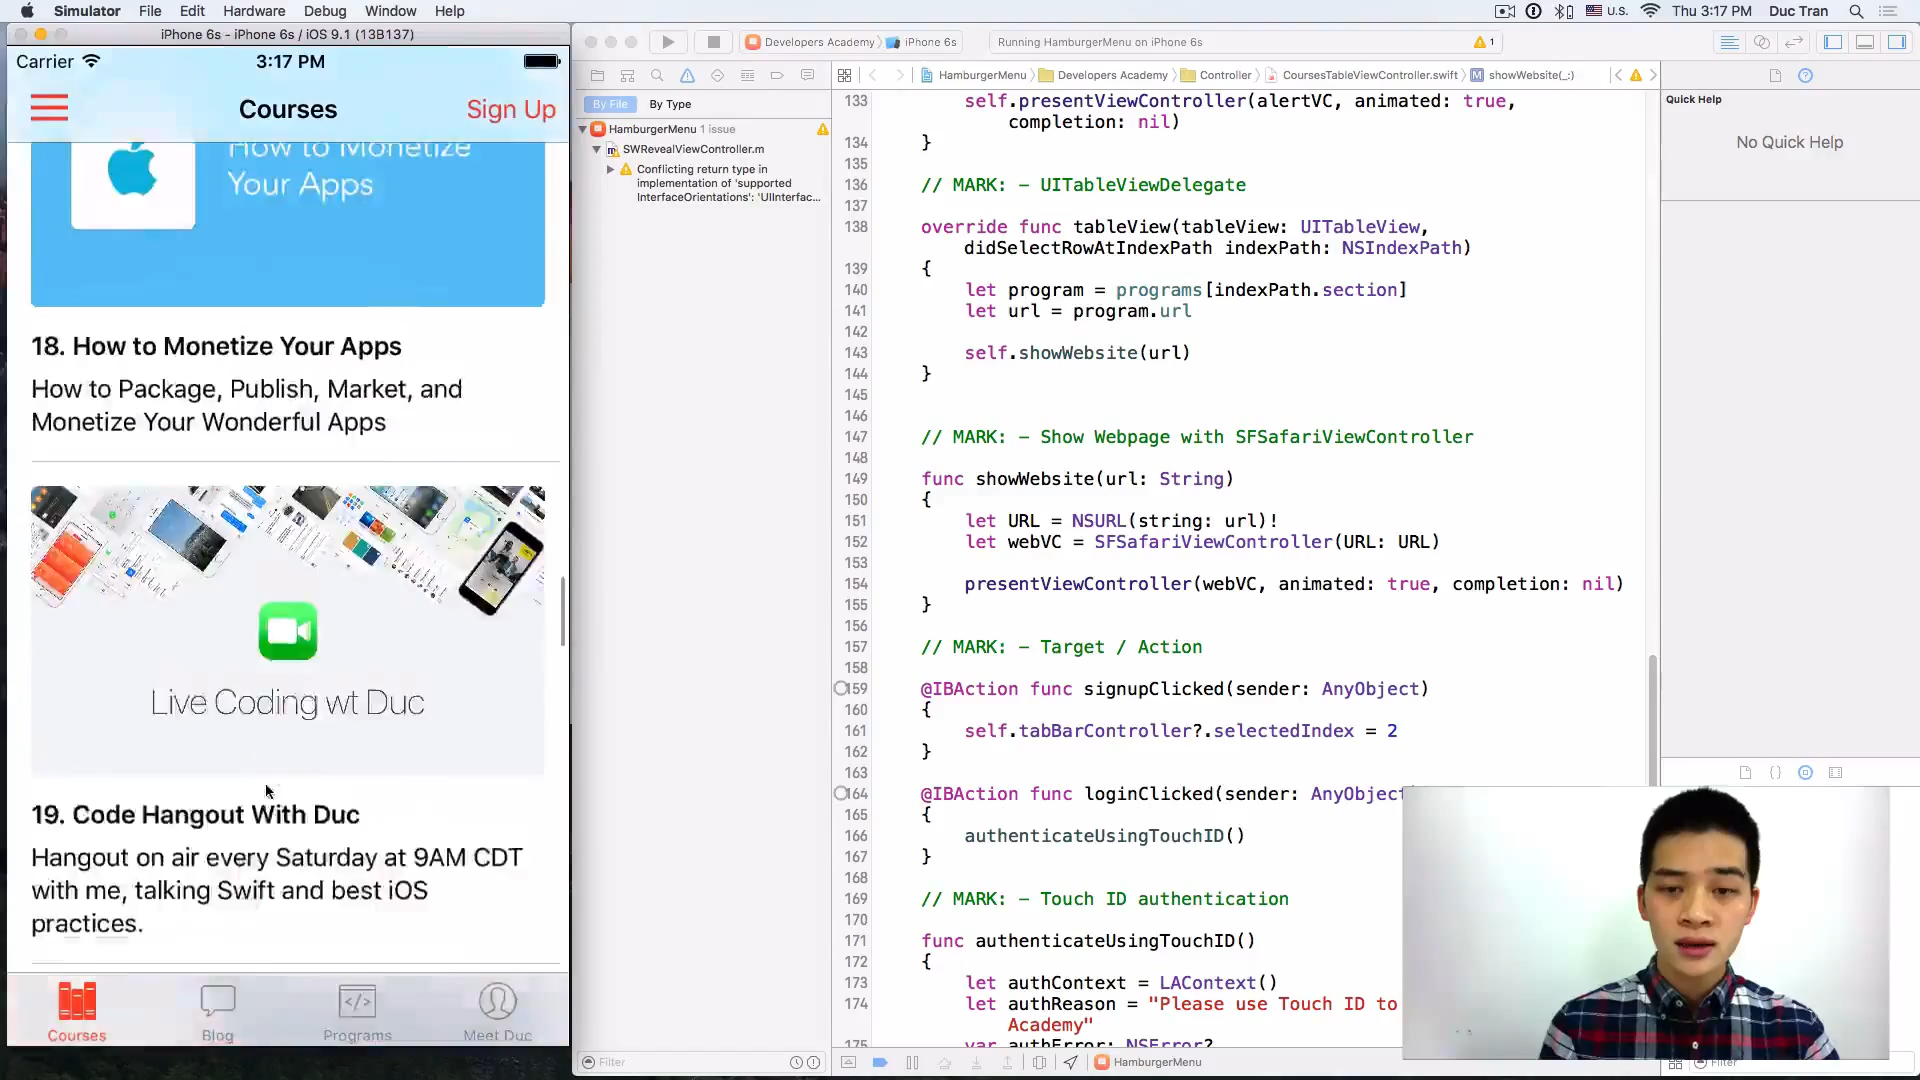 Simulator File Edit Hardware Debug Window Help
U.S. Thu 3:17 PM Duc Tran
iPhone 6s - iPhone 6s / iOS 9.1 (13B137)
Carrier 3:17 PM
Courses Sign Up
How to Monetize
Your Apps
18. How to Monetize Your Apps
How to Package, Publish, Market, and
Monetize Your Wonderful Apps
Live Coding wt Duc
19. Code Hangout With Duc
Hangout on air every Saturday at 9AM CDT
with me, talking Swift and best iOS
practices.
Courses Blog Programs Meet Duc
Developers Academy iPhone 6s Running HamburgerMenu on iPhone 6s 1
By File By Type
HamburgerMenu 1 issue
SWRevealViewController.m
Conflicting return type in
implementation of 'supported
InterfaceOrientations': 'UIInterfac...
Filter
HamburgerMenu Developers Academy Controller CoursesTableViewController.swift M showWebsite(_:)
133 self.presentViewController(alertVC, animated: true,
completion: nil)
134 }
135
136 // MARK: - UITableViewDelegate
137
138 override func tableView(tableView: UITableView,
didSelectRowAtIndexPath indexPath: NSIndexPath)
139 {
140 let program = programs[indexPath.section]
141 let url = program.url
142
143 self.showWebsite(url)
144 }
145
146
147 // MARK: - Show Webpage with SFSafariViewController
148
149 func showWebsite(url: String)
150 {
151 let URL = NSURL(string: url)!
152 let webVC = SFSafariViewController(URL: URL)
153
154 presentViewController(webVC, animated: true, completion: nil)
155 }
156
157 // MARK: - Target / Action
158
159 @IBAction func signupClicked(sender: AnyObject)
160 {
161 self.tabBarController?.selectedIndex = 2
162 }
163
164 @IBAction func loginClicked(sender: AnyObject
165 {
166 authenticateUsingTouchID()
167 }
168
169 // MARK: - Touch ID authentication
170
171 func authenticateUsingTouchID()
172 {
173 let authContext = LAContext()
174 let authReason = "Please use Touch ID to
Academy"
175 var authError: NSError?
HamburgerMenu
Quick Help
No Quick Help
Filter